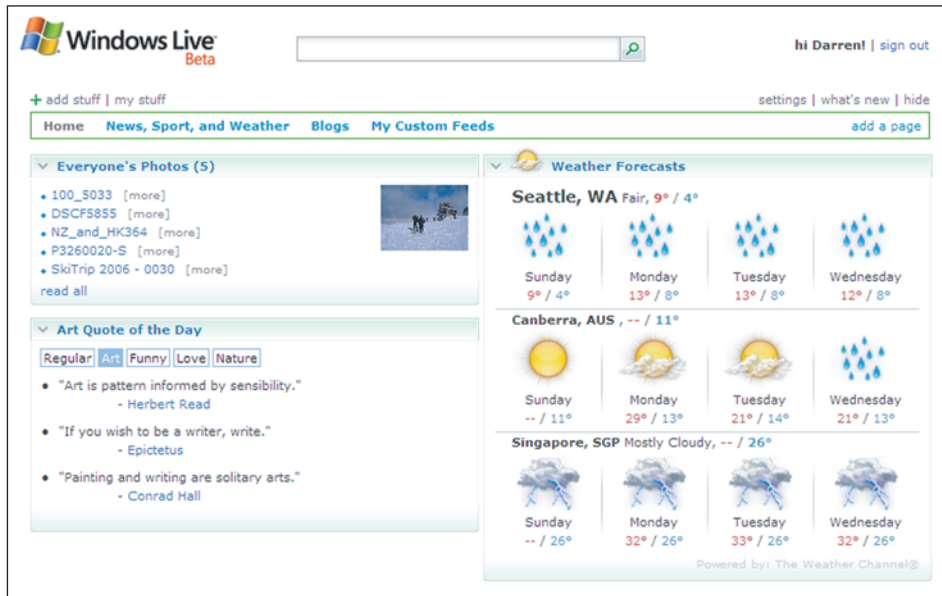 Windows Live
Beta
hi Darren! | sign out
+ add stuff | my stuff
settings | what's new | hide
Home News, Sport, and Weather Blogs My Custom Feeds add a page
Everyone's Photos (5)
• 100_5033 [more]
• DSCF5855 [more]
• NZ_and_HK364 [more]
• P3260020-S [more]
• SkiTrip 2006 - 0030 [more]
read all
Art Quote of the Day
Regular Art Funny Love Nature
• "Art is pattern informed by sensibility."
- Herbert Read
• "If you wish to be a writer, write."
- Epictetus
• "Painting and writing are solitary arts."
- Conrad Hall
Weather Forecasts
Seattle, WA Fair, 9° / 4°
Sunday Monday Tuesday Wednesday
9° / 4° 13° / 8° 13° / 8° 12° / 8°
Canberra, AUS , -- / 11°
Sunday Monday Tuesday Wednesday
-- / 11° 29° / 13° 21° / 14° 21° / 13°
Singapore, SGP Mostly Cloudy, -- / 26°
Sunday Monday Tuesday Wednesday
-- / 26° 32° / 26° 33° / 26° 32° / 26°
Powered by: The Weather Channel®